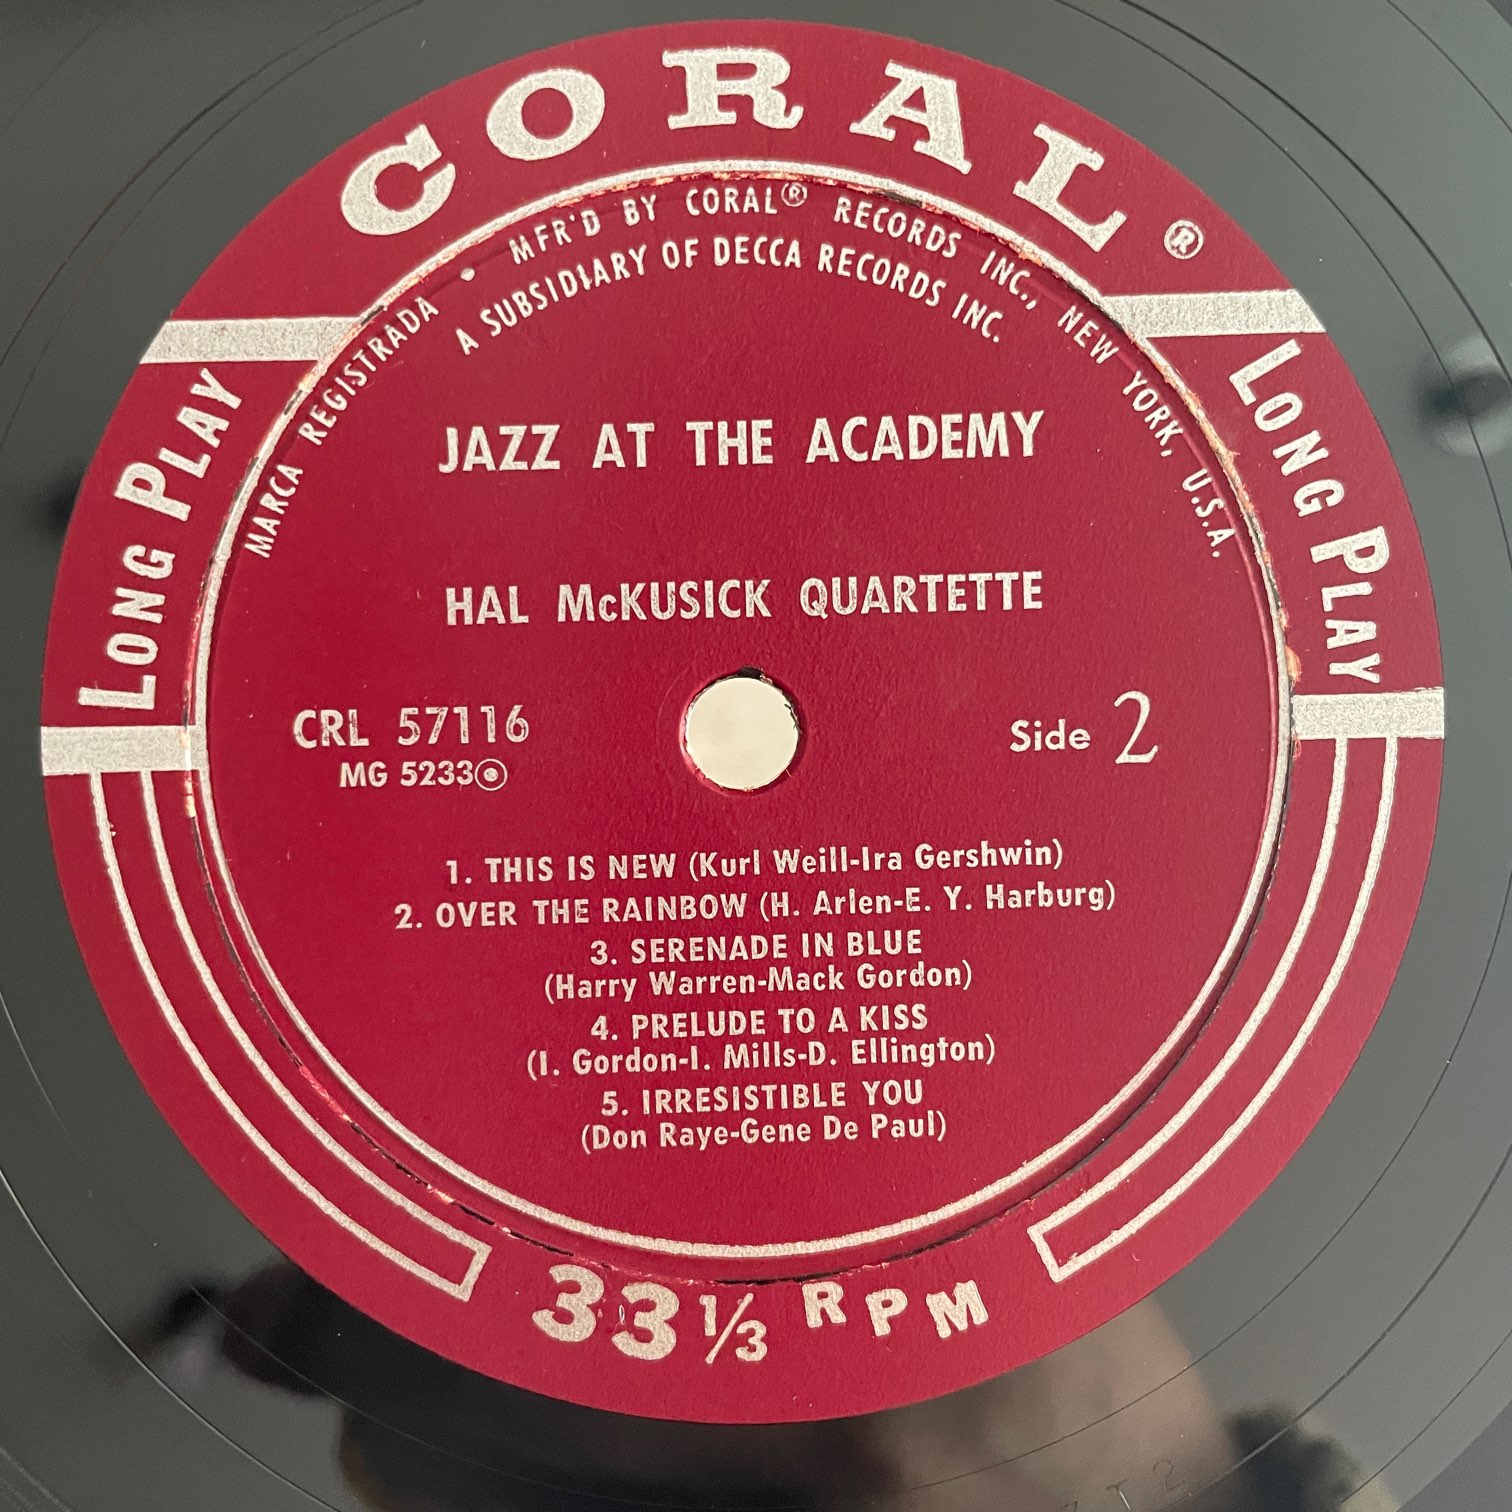 CORAL®
MARCA REGISTRADA • MFR'D BY CORAL® RECORDS INC., NEW YORK, U.S.A.
A SUBSIDIARY OF DECCA RECORDS INC.
LONG PLAY
LONG PLAY
JAZZ AT THE ACADEMY
HAL McKUSICK QUARTETTE
CRL 57116
MG 5233
Side 2
1. THIS IS NEW (Kurl Weill-Ira Gershwin)
2. OVER THE RAINBOW (H. Arlen-E. Y. Harburg)
3. SERENADE IN BLUE
(Harry Warren-Mack Gordon)
4. PRELUDE TO A KISS
(I. Gordon-I. Mills-D. Ellington)
5. IRRESISTIBLE YOU
(Don Raye-Gene De Paul)
33 1/3 RPM